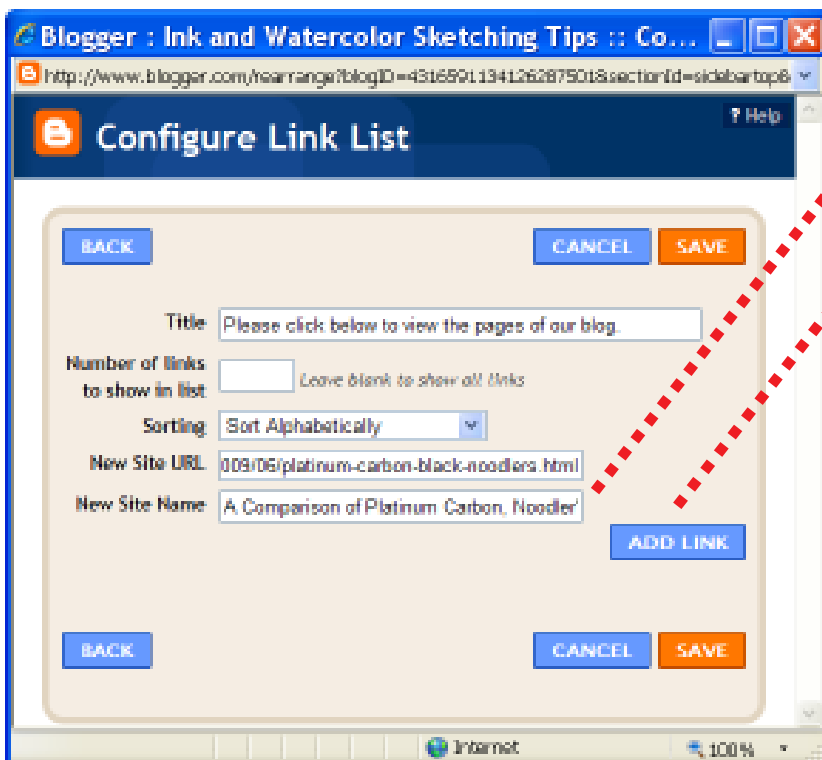 Blogger : Ink and Watercolor Sketching Tips :: Co...
http://www.blogger.com/rearrange?blogID=4316591134126287501&sectionId=sidebartop&
Configure Link List
? Help
BACK
CANCEL
SAVE
Title
Please click below to view the pages of our blog.
Number of links
to show in list
Leave blank to show all links
Sorting
Sort Alphabetically
New Site URL
009/06/platinum-carbon-black-noodlers.html
New Site Name
A Comparison of Platinum Carbon, Noodler'
ADD LINK
BACK
CANCEL
SAVE
Internet
100%